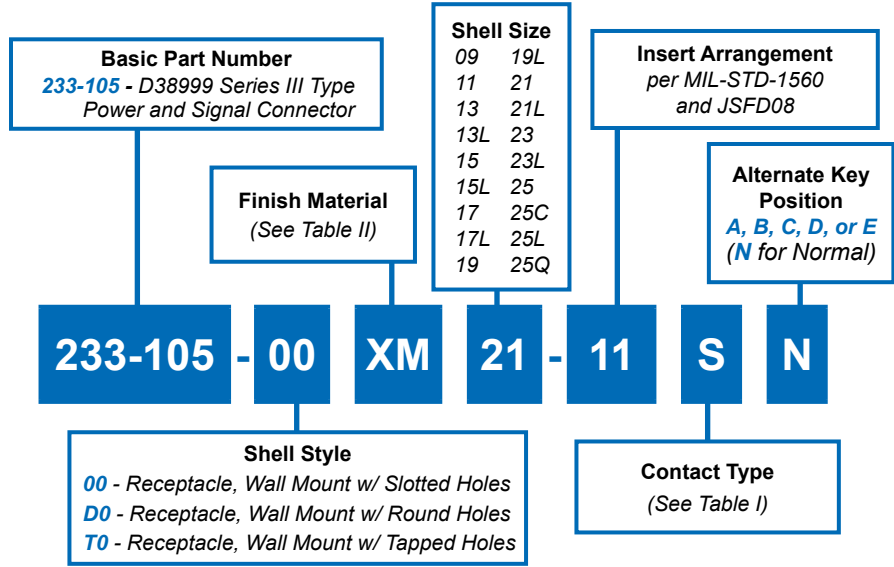 Basic Part Number
233-105 - D38999 Series III Type
Power and Signal Connector
Finish Material
(See Table II)
Shell Size
09 19L
11 21
13 21L
13L 23
15 23L
15L 25
17 25C
17L 25L
19 25Q
Insert Arrangement
per MIL-STD-1560
and JSFD08
Alternate Key
Position
A, B, C, D, or E
(N for Normal)
233-105 - 00 XM 21 - 11 S N
Shell Style
00 - Receptacle, Wall Mount w/ Slotted Holes
D0 - Receptacle, Wall Mount w/ Round Holes
T0 - Receptacle, Wall Mount w/ Tapped Holes
Contact Type
(See Table I)